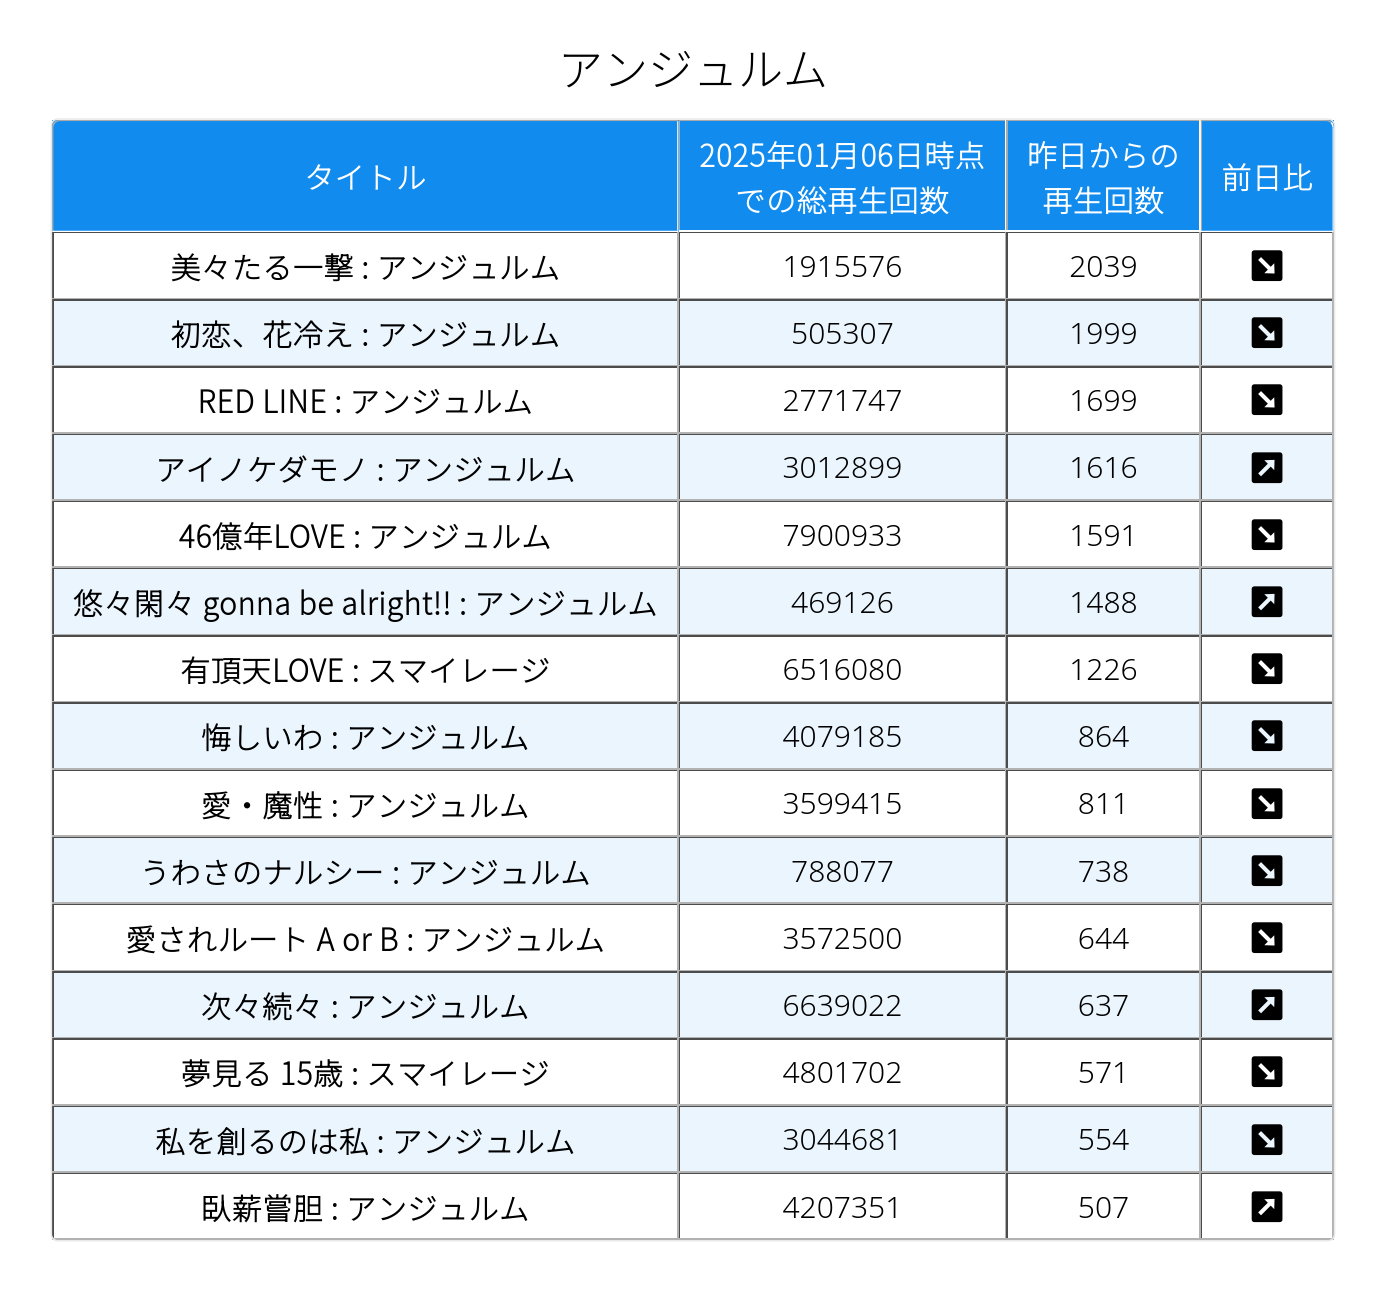 アンジュルム
タイトル 2025年01月06日時点での総再生回数 昨日からの再生回数 前日比
美々たる一撃 : アンジュルム 1915576 2039 ↘
初恋、花冷え : アンジュルム 505307 1999 ↘
RED LINE : アンジュルム 2771747 1699 ↘
アイノケダモノ : アンジュルム 3012899 1616 ↗
46億年LOVE : アンジュルム 7900933 1591 ↘
悠々閑々 gonna be alright!! : アンジュルム 469126 1488 ↗
有頂天LOVE : スマイレージ 6516080 1226 ↘
悔しいわ : アンジュルム 4079185 864 ↘
愛・魔性 : アンジュルム 3599415 811 ↘
うわさのナルシー : アンジュルム 788077 738 ↘
愛されルート A or B : アンジュルム 3572500 644 ↘
次々続々 : アンジュルム 6639022 637 ↗
夢見る 15歳 : スマイレージ 4801702 571 ↘
私を創るのは私 : アンジュルム 3044681 554 ↘
臥薪嘗胆 : アンジュルム 4207351 507 ↗